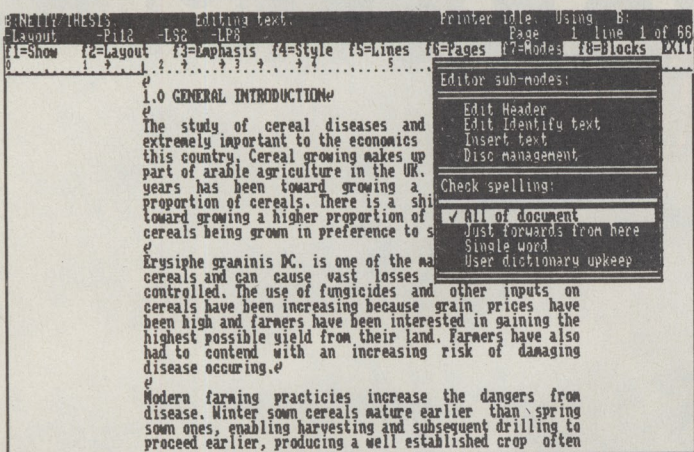 B:NETTY/THESIS. Editing text. Printer idle. Using B:
-Layout -Pi12 -LS2 -LP8 Page 1 line 1 of 66
f1=Show f2=Layout f3=Emphasis f4=Style f5=Lines f6=Pages f7=Modes f8=Blocks EXIT
0 1 2 3 4 5
1.0 GENERAL INTRODUCTION
The study of cereal diseases and
extremely important to the economics
this country. Cereal growing makes up
part of arable agriculture in the UK.
years has been toward growing a
proportion of cereals. There is a shi
toward growing a higher proportion of
cereals being grown in preference to s
Erysiphe graminis DC. is one of the ma
cereals and can cause vast losses
controlled. The use of fungicides and other inputs on
cereals have been increasing because grain prices have
been high and farmers have been interested in gaining the
highest possible yield from their land. Farmers have also
had to contend with an increasing risk of damaging
disease occuring.
Modern farming practicies increase the dangers from
disease. Winter sown cereals mature earlier than spring
sown ones, enabling harvesting and subsequent drilling to
proceed earlier, producing a well established crop often
Editor sub-modes:
Edit Header
Edit Identify text
Insert text
Disc management
Check spelling:
✓ All of document
Just forwards from here
Single word
User dictionary upkeep